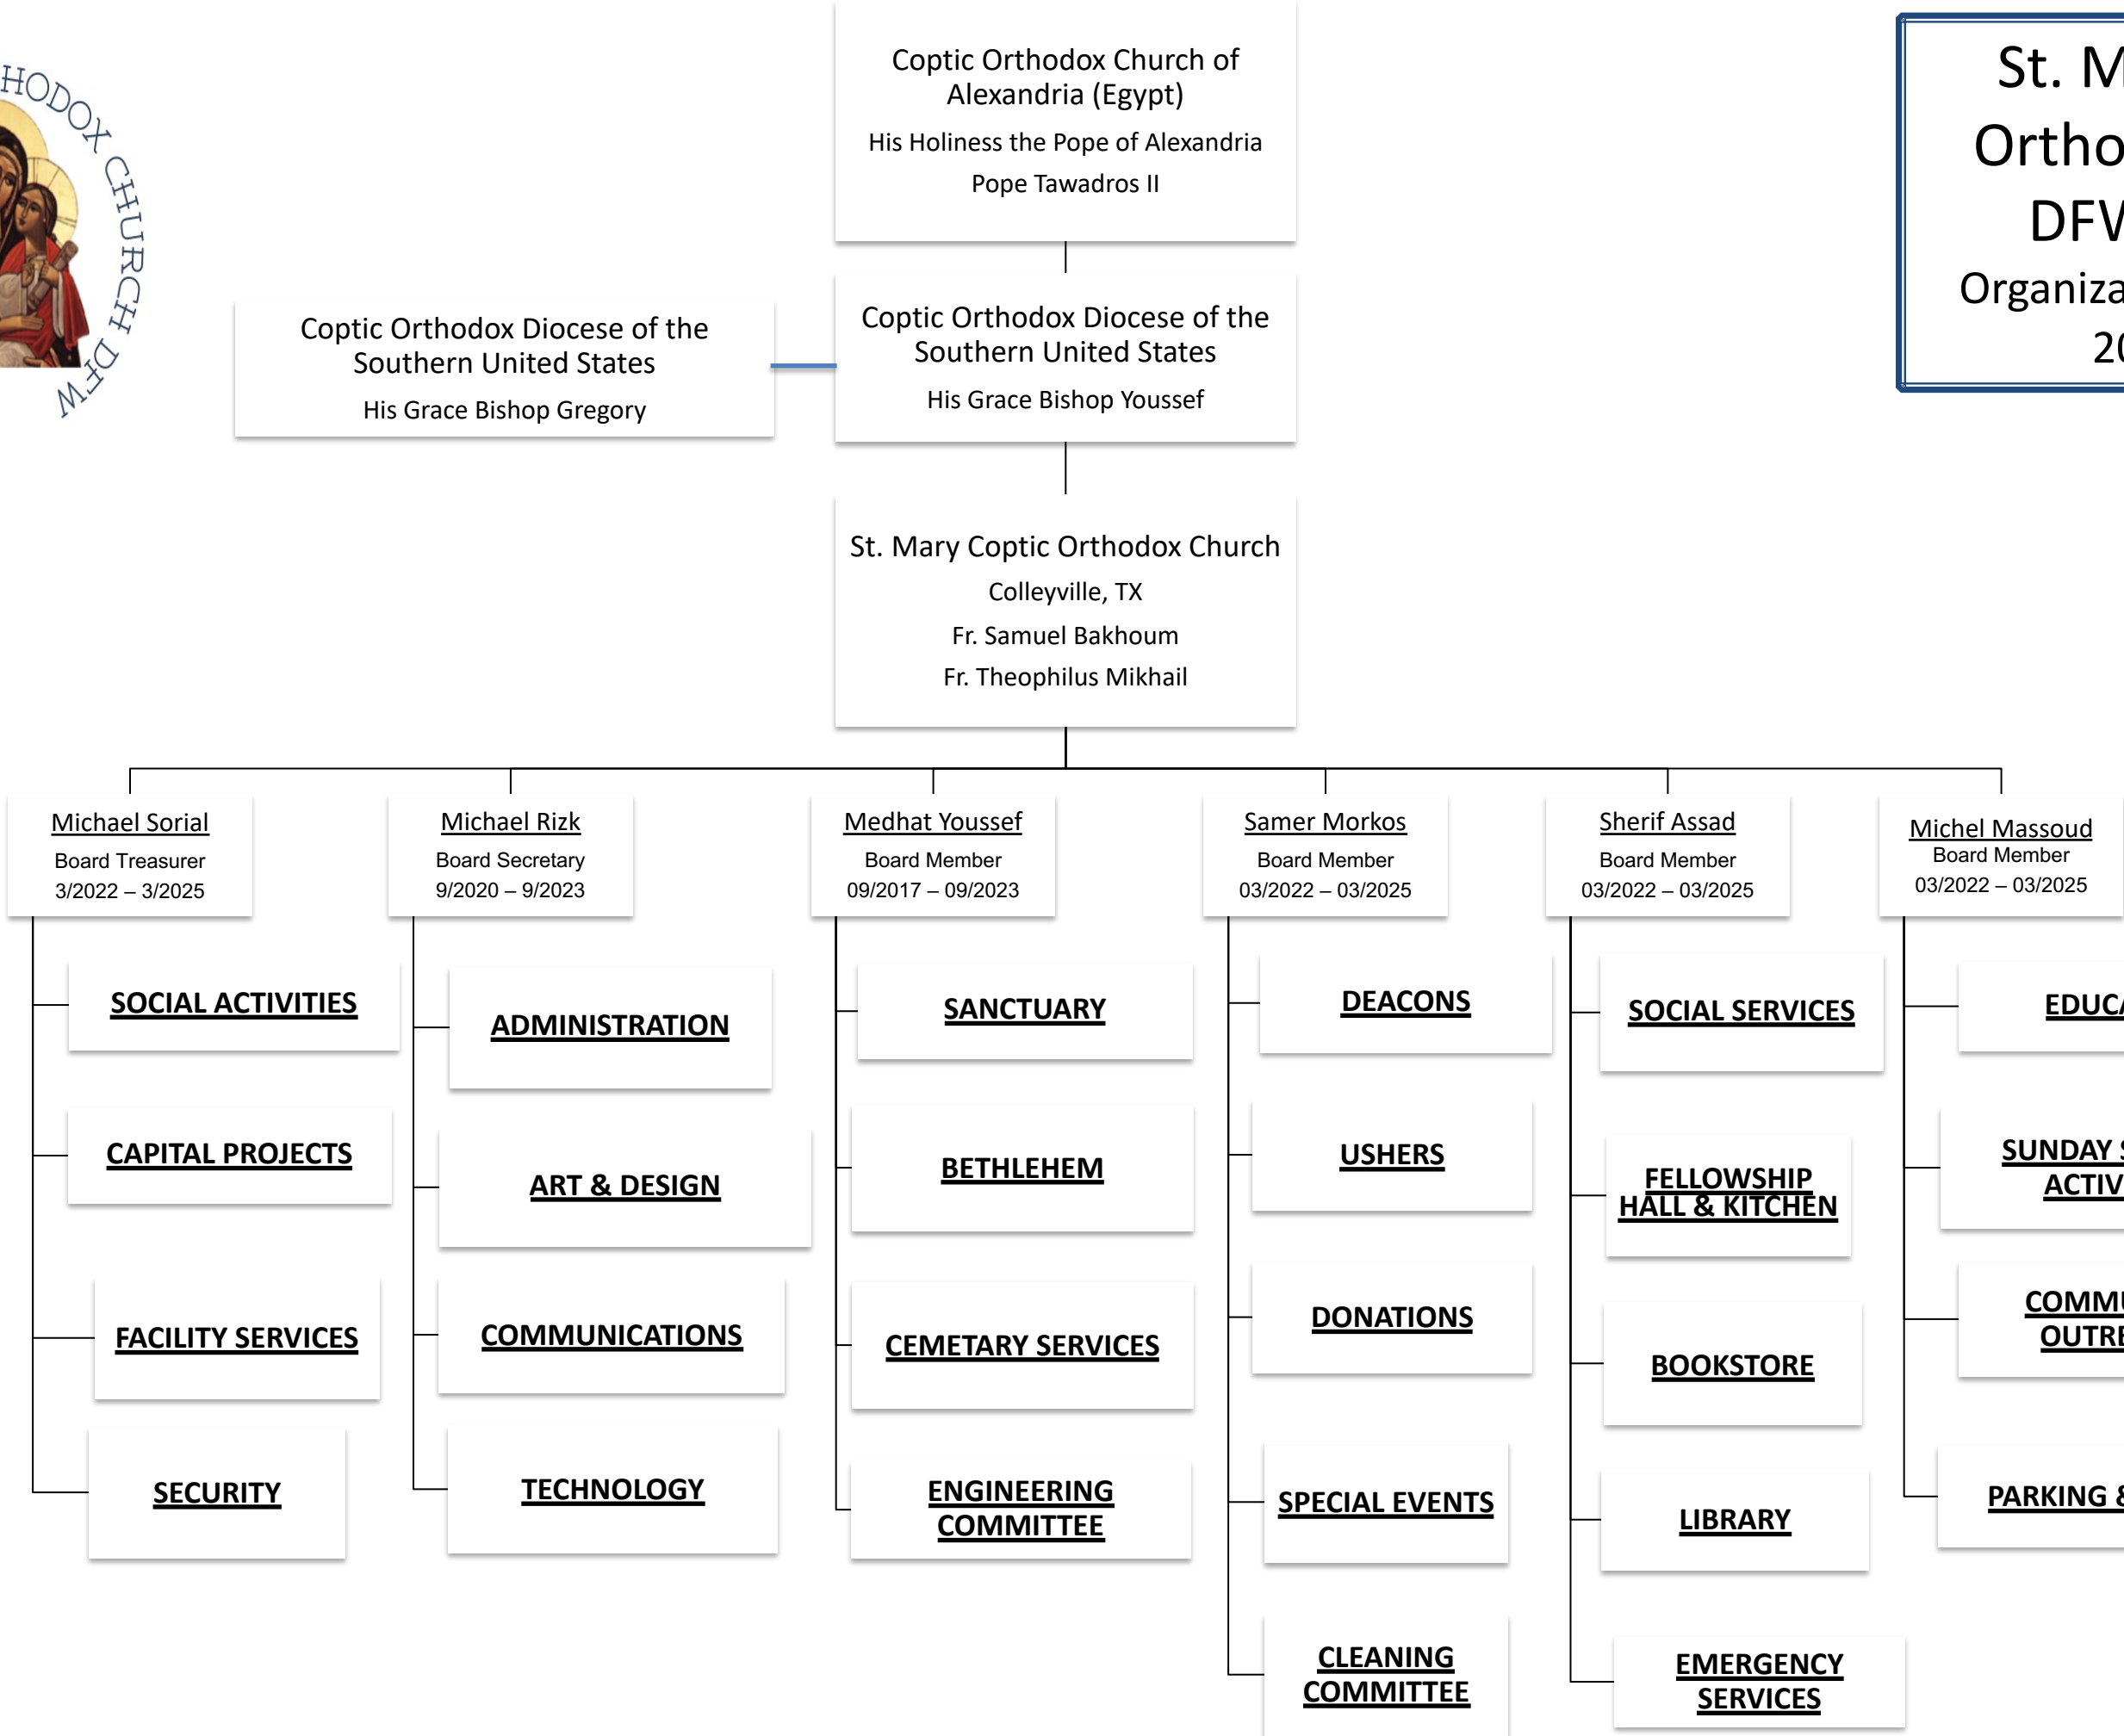 HODOX CHURCH DFW
Coptic Orthodox Church of
Alexandria (Egypt)
His Holiness the Pope of Alexandria
Pope Tawadros II
St. M
Ortho
DFW
Organiza
20
Coptic Orthodox Diocese of the
Southern United States
His Grace Bishop Gregory
Coptic Orthodox Diocese of the
Southern United States
His Grace Bishop Youssef
St. Mary Coptic Orthodox Church
Colleyville, TX
Fr. Samuel Bakhoum
Fr. Theophilus Mikhail
Michael Sorial
Board Treasurer
3/2022 – 3/2025
SOCIAL ACTIVITIES
CAPITAL PROJECTS
FACILITY SERVICES
SECURITY
Michael Rizk
Board Secretary
9/2020 – 9/2023
ADMINISTRATION
ART & DESIGN
COMMUNICATIONS
TECHNOLOGY
Medhat Youssef
Board Member
09/2017 – 09/2023
SANCTUARY
BETHLEHEM
CEMETARY SERVICES
ENGINEERING
COMMITTEE
Samer Morkos
Board Member
03/2022 – 03/2025
DEACONS
USHERS
DONATIONS
SPECIAL EVENTS
CLEANING
COMMITTEE
Sherif Assad
Board Member
03/2022 – 03/2025
SOCIAL SERVICES
FELLOWSHIP
HALL & KITCHEN
BOOKSTORE
LIBRARY
EMERGENCY
SERVICES
Michel Massoud
Board Member
03/2022 – 03/2025
EDUCA
SUNDAY S
ACTIV
COMMU
OUTRE
PARKING &